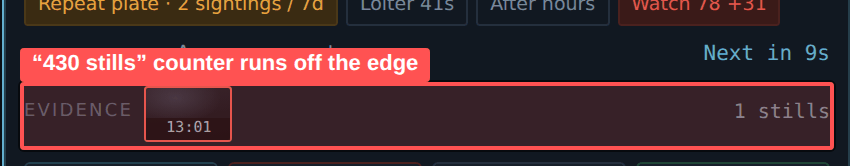 Repeat plate · 2 sightings / 7d
Loiter 41s
After hours
Watch 78 +31
Next in 9s
“430 stills” counter runs off the edge
EVIDENCE
13:01
1 stills